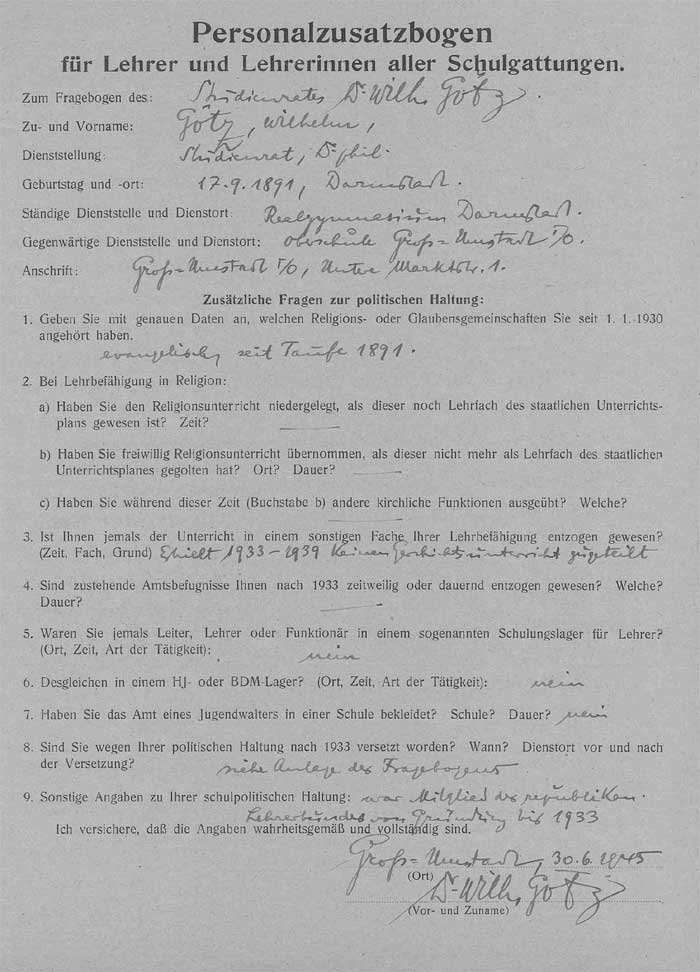 Personalzusatzbogen
für Lehrer und Lehrerinnen aller Schulgattungen.
Zum Fragebogen des: Studienrates Dr Wilh. Götz.
Zu- und Vorname: Götz, Wilhelm,
Dienststellung: Studienrat, Dr phil.
Geburtstag und -ort: 17.9.1891, Darmstadt.
Ständige Dienststelle und Dienstort: Realgymnasium Darmstadt.
Gegenwärtige Dienststelle und Dienstort: Oberschule Groß-Umstadt i/O.
Anschrift: Groß-Umstadt i/O, Untere Marktstr. 1.
Zusätzliche Fragen zur politischen Haltung:
1. Geben Sie mit genauen Daten an, welchen Religions- oder Glaubensgemeinschaften Sie seit 1. 1. 1930
angehört haben.
evangelisch, seit Taufe 1891.
2. Bei Lehrbefähigung in Religion:
a) Haben Sie den Religionsunterricht niedergelegt, als dieser noch Lehrfach des staatlichen Unterrichts-
plans gewesen ist? Zeit?
b) Haben Sie freiwillig Religionsunterricht übernommen, als dieser nicht mehr als Lehrfach des staatlichen
Unterrichtsplanes gegolten hat? Ort? Dauer?
c) Haben Sie während dieser Zeit (Buchstabe b) andere kirchliche Funktionen ausgeübt? Welche?
3. Ist Ihnen jemals der Unterricht in einem sonstigen Fache Ihrer Lehrbefähigung entzogen gewesen?
(Zeit, Fach, Grund) Erhielt 1933-1939 keinen Geschichtsunterricht zugeteilt
4. Sind zustehende Amtsbefugnisse Ihnen nach 1933 zeitweilig oder dauernd entzogen gewesen? Welche?
Dauer?
5. Waren Sie jemals Leiter, Lehrer oder Funktionär in einem sogenannten Schulungslager für Lehrer?
(Ort, Zeit, Art der Tätigkeit): nein
6. Desgleichen in einem HJ- oder BDM-Lager? (Ort, Zeit, Art der Tätigkeit): nein
7. Haben Sie das Amt eines Jugendwalters in einer Schule bekleidet? Schule? Dauer? nein
8. Sind Sie wegen Ihrer politischen Haltung nach 1933 versetzt worden? Wann? Dienstort vor und nach
der Versetzung? siehe Anlage des Fragebogens
9. Sonstige Angaben zu Ihrer schulpolitischen Haltung: war Mitglied des republikan.
Lehrerbundes von Gründung bis 1933
Ich versichere, daß die Angaben wahrheitsgemäß und vollständig sind.
Groß-Umstadt, 30.6.1945
(Ort)
Dr Wilh. Götz
(Vor- und Zuname)